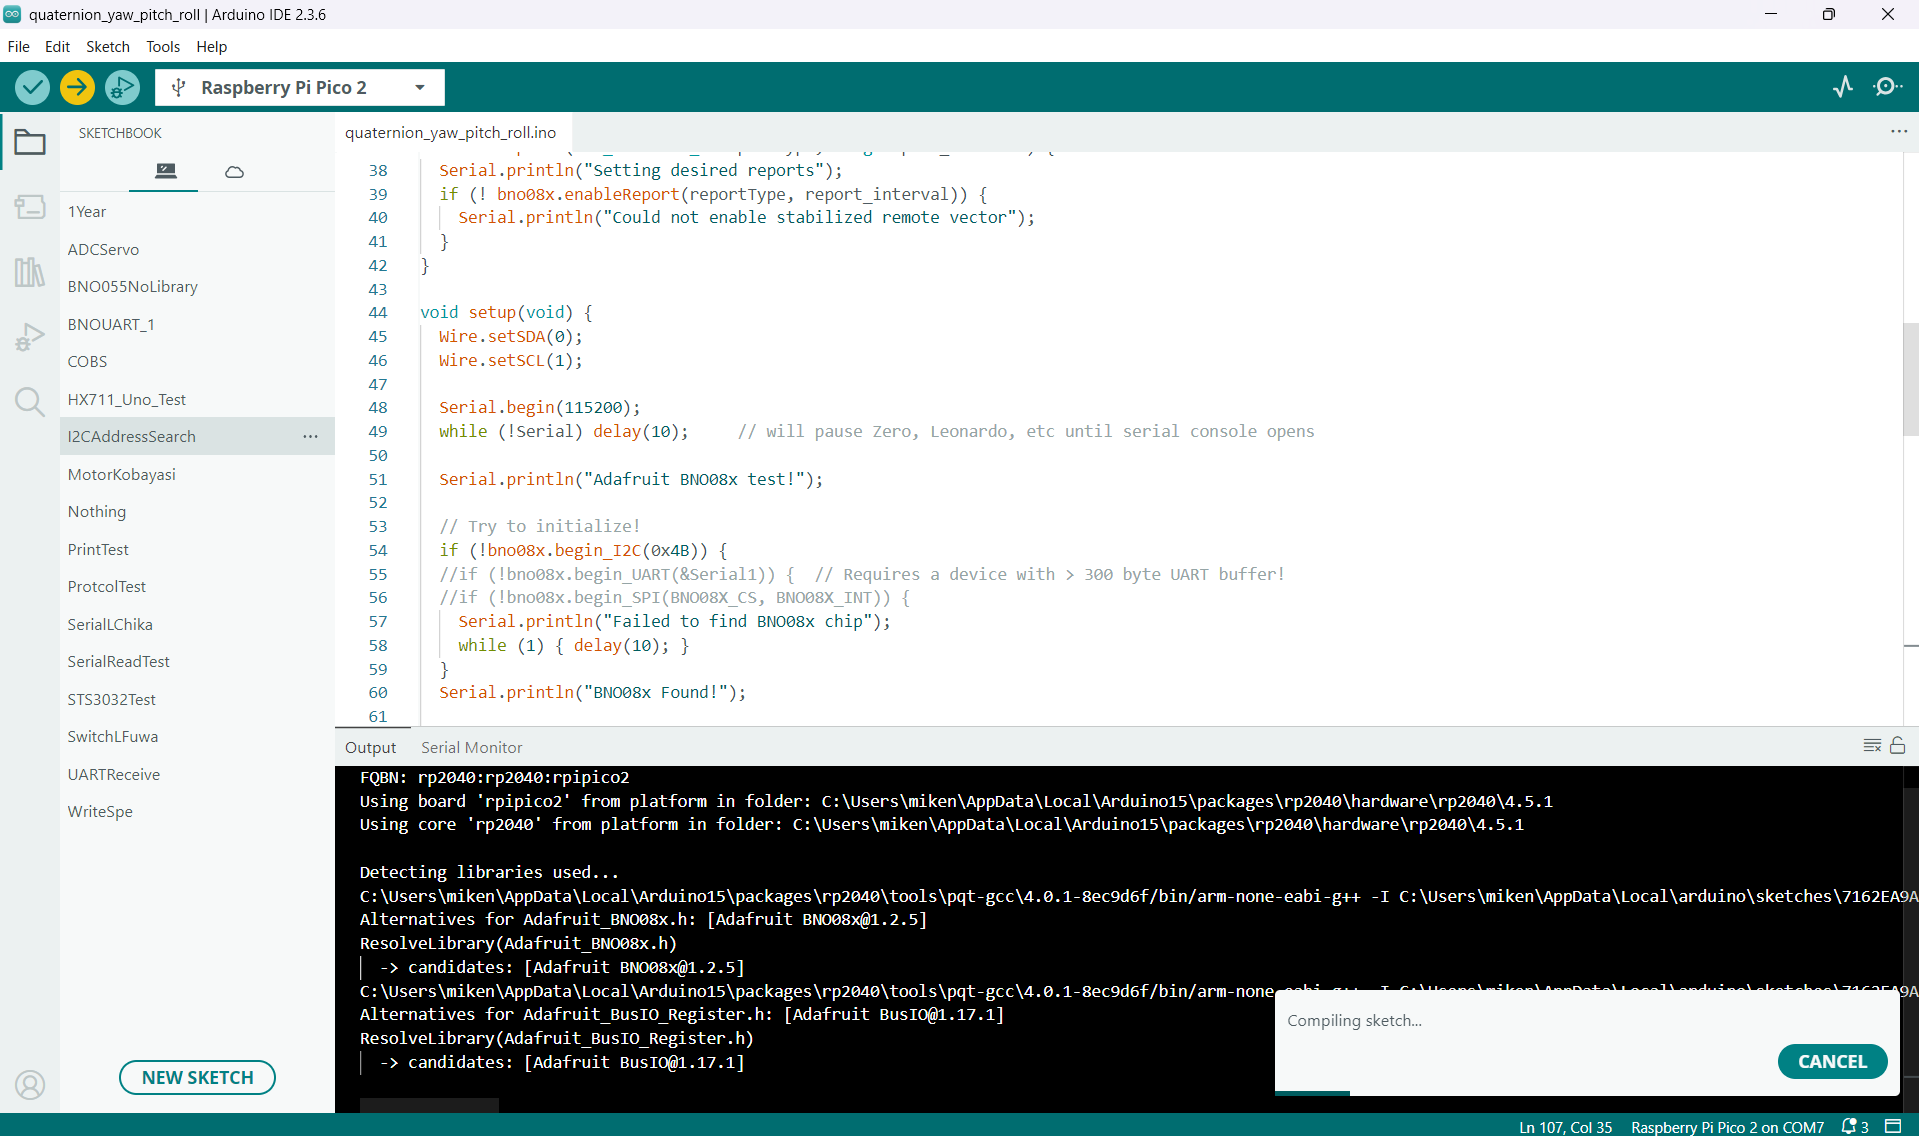 quaternion_yaw_pitch_roll | Arduino IDE 2.3.6
File Edit Sketch Tools Help
Raspberry Pi Pico 2
SKETCHBOOK
1Year
ADCServo
BNO055NoLibrary
BNOUART_1
COBS
HX711_Uno_Test
I2CAddressSearch
MotorKobayasi
Nothing
PrintTest
ProtcolTest
SerialLChika
SerialReadTest
STS3032Test
SwitchLFuwa
UARTReceive
WriteSpe
NEW SKETCH
quaternion_yaw_pitch_roll.ino
38 Serial.println("Setting desired reports");
39 if (! bno08x.enableReport(reportType, report_interval)) {
40 Serial.println("Could not enable stabilized remote vector");
41 }
42 }
43
44 void setup(void) {
45 Wire.setSDA(0);
46 Wire.setSCL(1);
47
48 Serial.begin(115200);
49 while (!Serial) delay(10); // will pause Zero, Leonardo, etc until serial console opens
50
51 Serial.println("Adafruit BNO08x test!");
52
53 // Try to initialize!
54 if (!bno08x.begin_I2C(0x4B)) {
55 //if (!bno08x.begin_UART(&Serial1)) { // Requires a device with > 300 byte UART buffer!
56 //if (!bno08x.begin_SPI(BNO08X_CS, BNO08X_INT)) {
57 Serial.println("Failed to find BNO08x chip");
58 while (1) { delay(10); }
59 }
60 Serial.println("BNO08x Found!");
61
Output Serial Monitor
FQBN: rp2040:rp2040:rpipico2
Using board 'rpipico2' from platform in folder: C:\Users\miken\AppData\Local\Arduino15\packages\rp2040\hardware\rp2040\4.5.1
Using core 'rp2040' from platform in folder: C:\Users\miken\AppData\Local\Arduino15\packages\rp2040\hardware\rp2040\4.5.1
Detecting libraries used...
C:\Users\miken\AppData\Local\Arduino15\packages\rp2040\tools\pqt-gcc\4.0.1-8ec9d6f/bin/arm-none-eabi-g++ -I C:\Users\miken\AppData\Local\arduino\sketches\7162EA9A
Alternatives for Adafruit_BNO08x.h: [Adafruit BNO08x@1.2.5]
ResolveLibrary(Adafruit_BNO08x.h)
-> candidates: [Adafruit BNO08x@1.2.5]
C:\Users\miken\AppData\Local\Arduino15\packages\rp2040\tools\pqt-gcc\4.0.1-8ec9d6f/bin/arm-none-eabi-g++ -I C:\Users\miken\AppData\Local\arduino\sketches\7162EA9A
Alternatives for Adafruit_BusIO_Register.h: [Adafruit BusIO@1.17.1]
ResolveLibrary(Adafruit_BusIO_Register.h)
-> candidates: [Adafruit BusIO@1.17.1]
Compiling sketch...
CANCEL
Ln 107, Col 35 Raspberry Pi Pico 2 on COM7 3